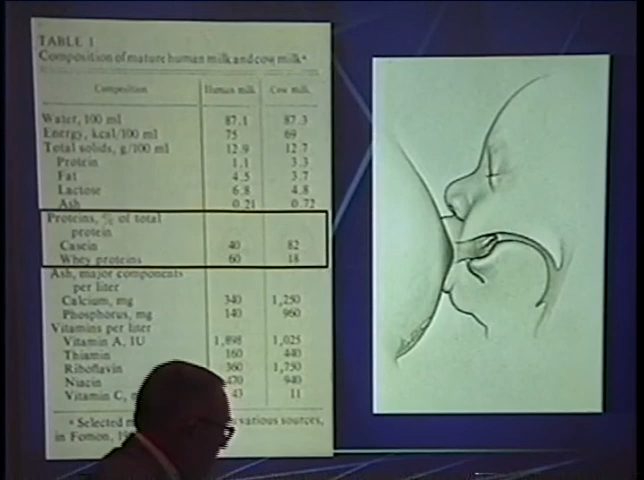 TABLE 1
Composition of mature human milk and cow milk*
Composition Human milk Cow milk
Water, 100 ml 87.1 87.3
Energy, kcal/100 ml 75 69
Total solids, g/100 ml 12.9 12.7
Protein 1.1 3.3
Fat 4.5 3.7
Lactose 6.8 4.8
Ash 0.21 0.72
Proteins, % of total
protein
Casein 40 82
Whey proteins 60 18
Ash, major components
per liter
Calcium, mg 340 1,250
Phosphorus, mg 140 960
Vitamins per liter
Vitamin A, IU 1,898 1,025
Thiamin 160 440
Riboflavin 360 1,750
Niacin 940
Vitamin C, 43 11
* Selected various sources,
in Fomon,